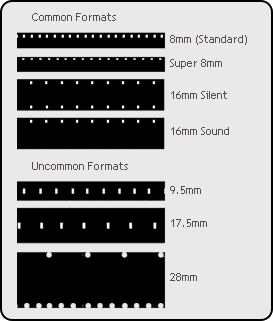 Common Formats
8mm (Standard)
Super 8mm
16mm Silent
16mm Sound
Uncommon Formats
9.5mm
17.5mm
28mm